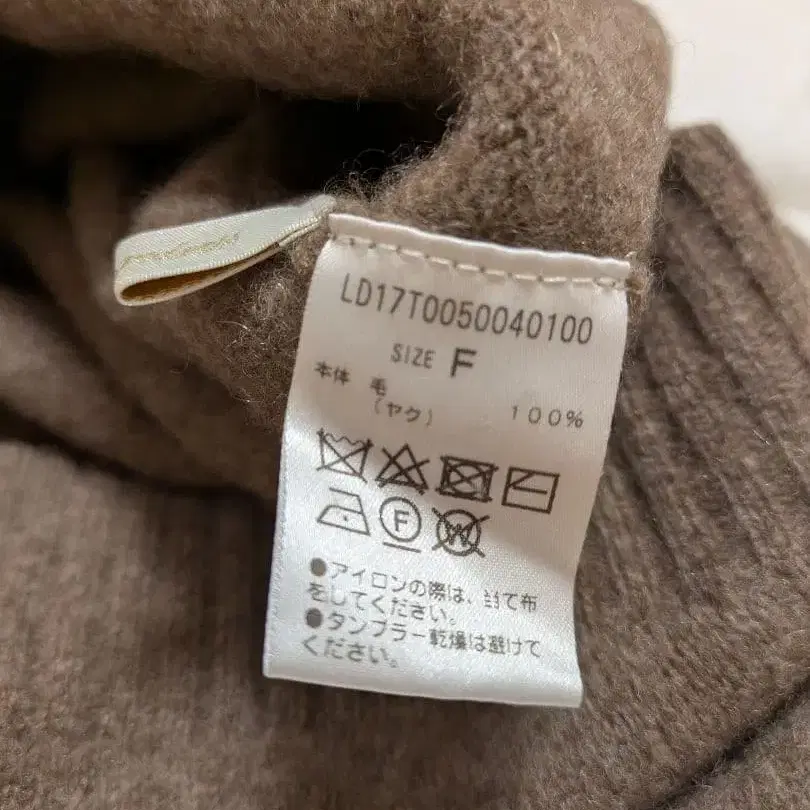 LD17T0050040100
SIZE F
本体 毛
(ヤク) 100%
F W
●アイロンの際は、当て布
をしてください。
●タンブラー乾燥は避けて
ください。